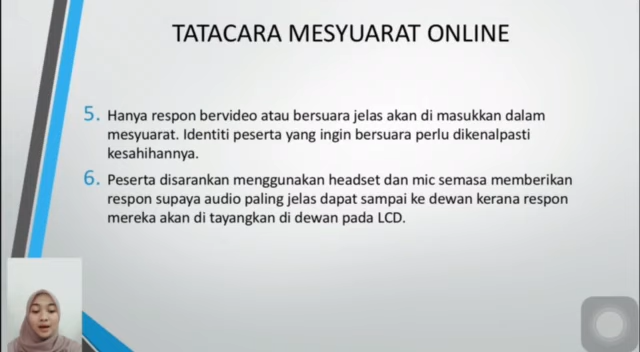 TATACARA MESYUARAT ONLINE
5. Hanya respon bervideo atau bersuara jelas akan di masukkan dalam
mesyuarat. Identiti peserta yang ingin bersuara perlu dikenalpasti
kesahihannya.
6. Peserta disarankan menggunakan headset dan mic semasa memberikan
respon supaya audio paling jelas dapat sampai ke dewan kerana respon
mereka akan di tayangkan di dewan pada LCD.